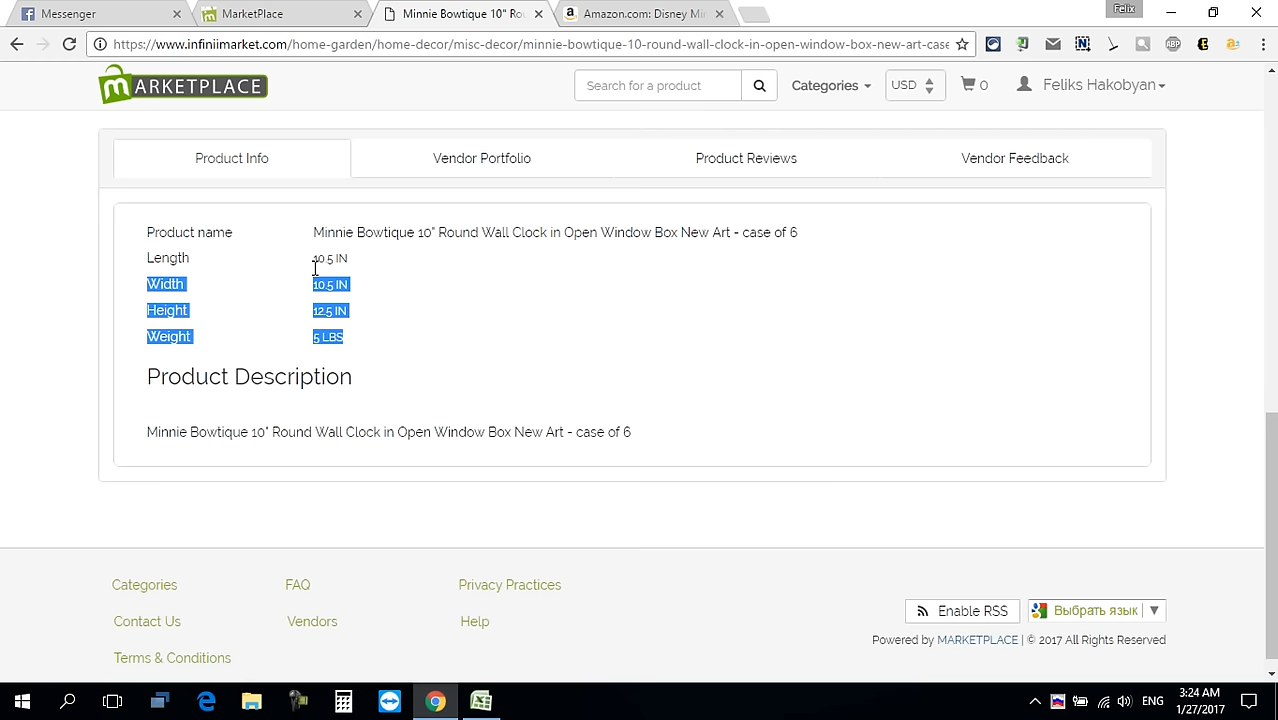 Messenger
MarketPlace
Minnie Bowtique 10" Ro
Amazon.com: Disney Mi
Felix
https://www.infiniimarket.com/home-garden/home-decor/misc-decor/minnie-bowtique-10-round-wall-clock-in-open-window-box-new-art-case
ABP
MARKETPLACE
Search for a product
Categories
USD
0
Feliks Hakobyan
Product Info
Vendor Portfolio
Product Reviews
Vendor Feedback
Product name Minnie Bowtique 10" Round Wall Clock in Open Window Box New Art - case of 6
Length 10.5 IN
Width 10.5 IN
Height 12.5 IN
Weight 5 LBS
Product Description
Minnie Bowtique 10" Round Wall Clock in Open Window Box New Art - case of 6
Categories
FAQ
Privacy Practices
Contact Us
Vendors
Help
Terms & Conditions
Enable RSS
Выбрать язык
Powered by MARKETPLACE | © 2017 All Rights Reserved
ENG
3:24 AM
1/27/2017